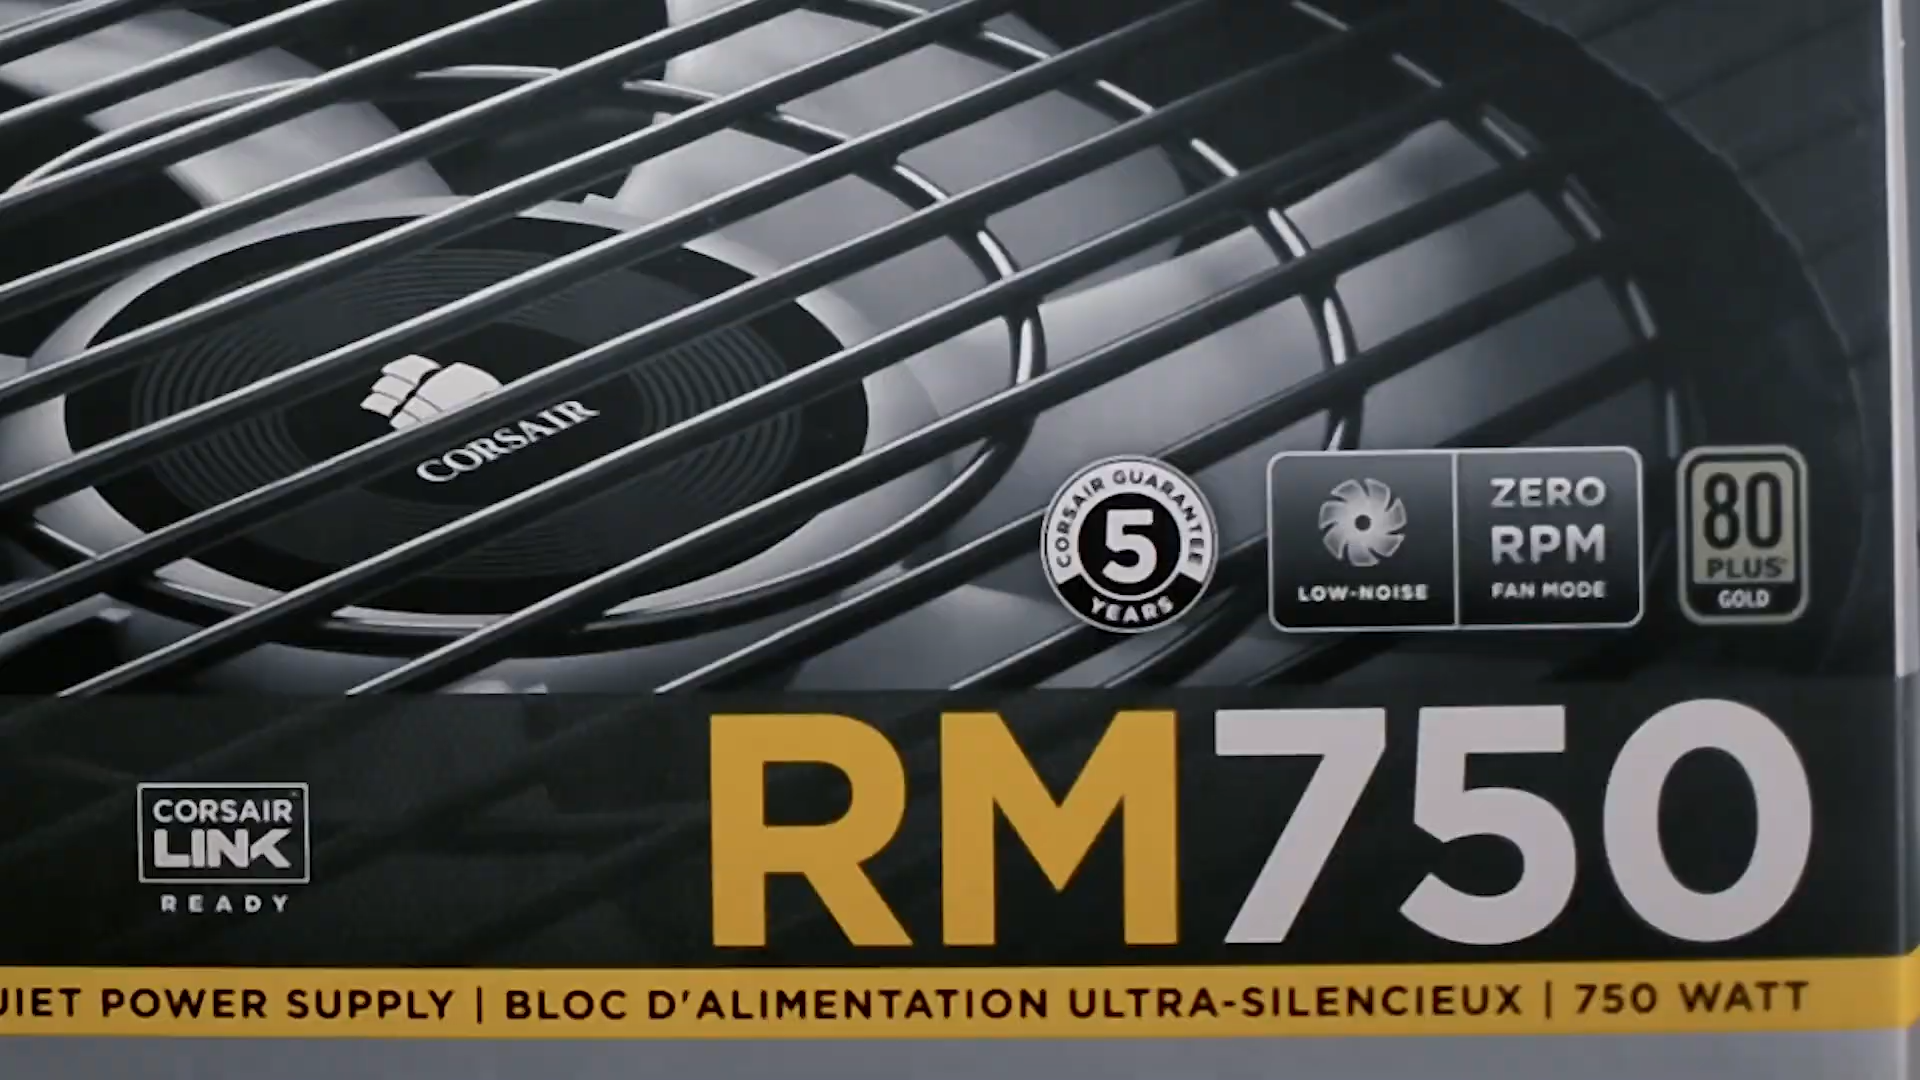 CORSAIR
CORSAIR GUARANTEE
5
YEARS
LOW-NOISE
ZERO
RPM
FAN MODE
80
PLUS
GOLD
RM750
CORSAIR
LINK
READY
UIET POWER SUPPLY | BLOC D'ALIMENTATION ULTRA-SILENCIEUX | 750 WATT